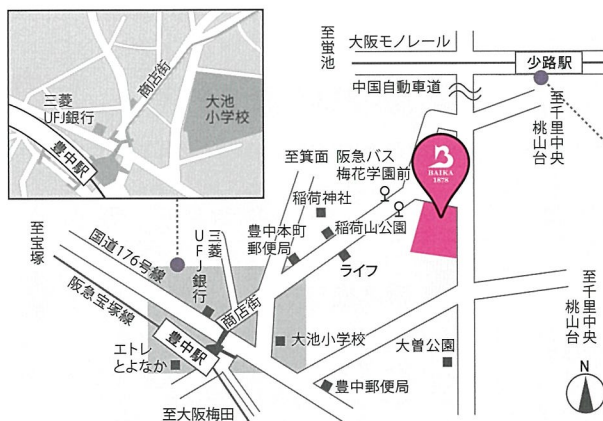 三菱
UFJ銀行
商店街
大池
小学校
豊中駅
至蛍池
大阪モノレール
少路駅
中国自動車道
至千里中央
桃山台
至箕面
阪急バス
梅花学園前
BAIKA
1878
稲荷神社
稲荷山公園
豊中本町
郵便局
ライフ
至宝塚
国道176号線
三菱
UFJ銀行
商店街
阪急宝塚線
豊中駅
エトレ
とよなか
大池小学校
大曽公園
豊中郵便局
至千里中央
桃山台
至大阪梅田
N